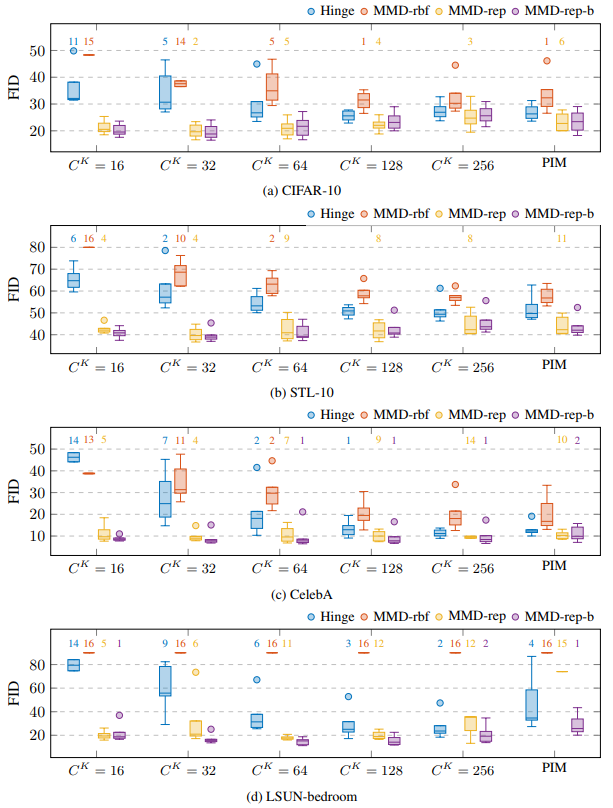 Hinge MMD-rbf MMD-rep MMD-rep-b
11 15 5 14 2 5 5 1 4 3 1 6
50
40
30
20
FID
C^K = 16 C^K = 32 C^K = 64 C^K = 128 C^K = 256 PIM
(a) CIFAR-10
Hinge MMD-rbf MMD-rep MMD-rep-b
6 16 4 2 10 4 2 9 8 8 11
80
70
60
50
40
FID
C^K = 16 C^K = 32 C^K = 64 C^K = 128 C^K = 256 PIM
(b) STL-10
Hinge MMD-rbf MMD-rep MMD-rep-b
14 13 5 7 11 4 2 2 7 1 1 9 1 14 1 10 2
50
40
30
20
10
FID
C^K = 16 C^K = 32 C^K = 64 C^K = 128 C^K = 256 PIM
(c) CelebA
Hinge MMD-rbf MMD-rep MMD-rep-b
14 16 5 1 9 16 6 6 16 11 3 16 12 2 16 12 2 4 16 15 1
80
60
40
20
FID
C^K = 16 C^K = 32 C^K = 64 C^K = 128 C^K = 256 PIM
(d) LSUN-bedroom